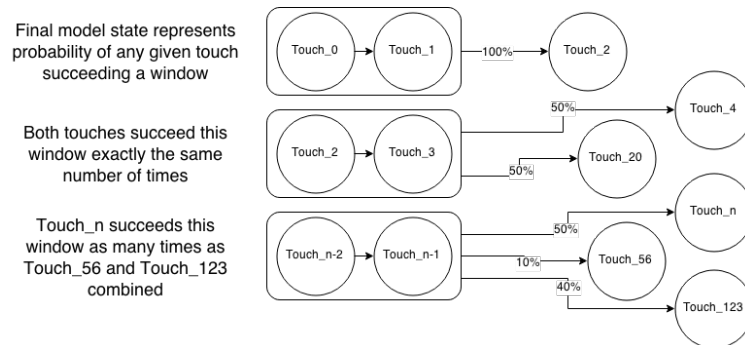 Final model state represents
probability of any given touch
succeeding a window
Touch_0
Touch_1
100%
Touch_2
Both touches succeed this
window exactly the same
number of times
Touch_2
Touch_3
50%
Touch_4
50%
Touch_20
Touch_n succeeds this
window as many times as
Touch_56 and Touch_123
combined
Touch_n-2
Touch_n-1
50%
Touch_n
10%
Touch_56
40%
Touch_123